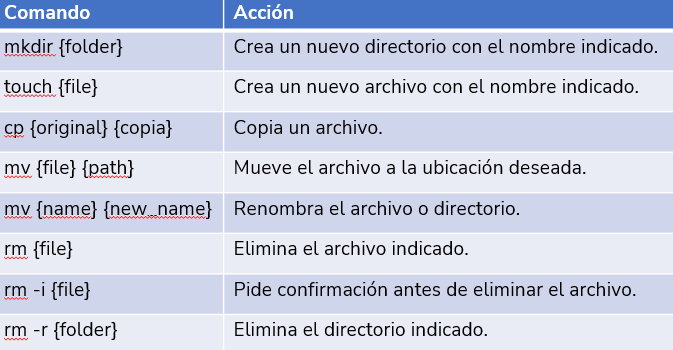 Comando Acción
mkdir {folder} Crea un nuevo directorio con el nombre indicado.
touch {file} Crea un nuevo archivo con el nombre indicado.
cp {original} {copia} Copia un archivo.
mv {file} {path} Mueve el archivo a la ubicación deseada.
mv {name} {new_name} Renombra el archivo o directorio.
rm {file} Elimina el archivo indicado.
rm -i {file} Pide confirmación antes de eliminar el archivo.
rm -r {folder} Elimina el directorio indicado.